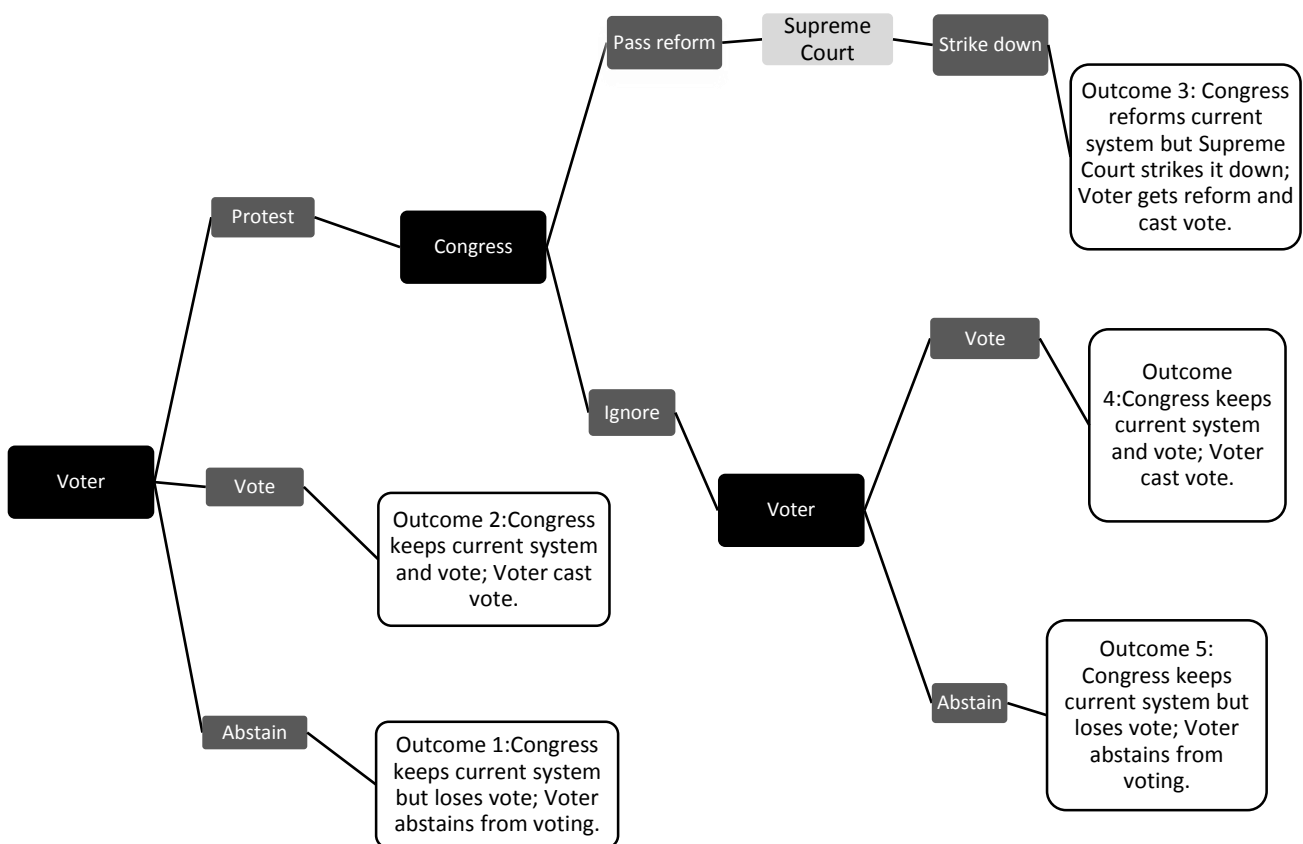 Pass reform
Supreme
Court
Strike down
Outcome 3: Congress
reforms current
system but Supreme
Court strikes it down;
Voter gets reform and
cast vote.
Protest
Congress
Vote
Outcome
4:Congress keeps
current system
and vote; Voter
cast vote.
Ignore
Voter
Vote
Outcome 2:Congress
keeps current system
and vote; Voter cast
vote.
Voter
Outcome 5:
Congress keeps
current system but
loses vote; Voter
abstains from
voting.
Abstain
Abstain
Outcome 1:Congress
keeps current system
but loses vote; Voter
abstains from voting.